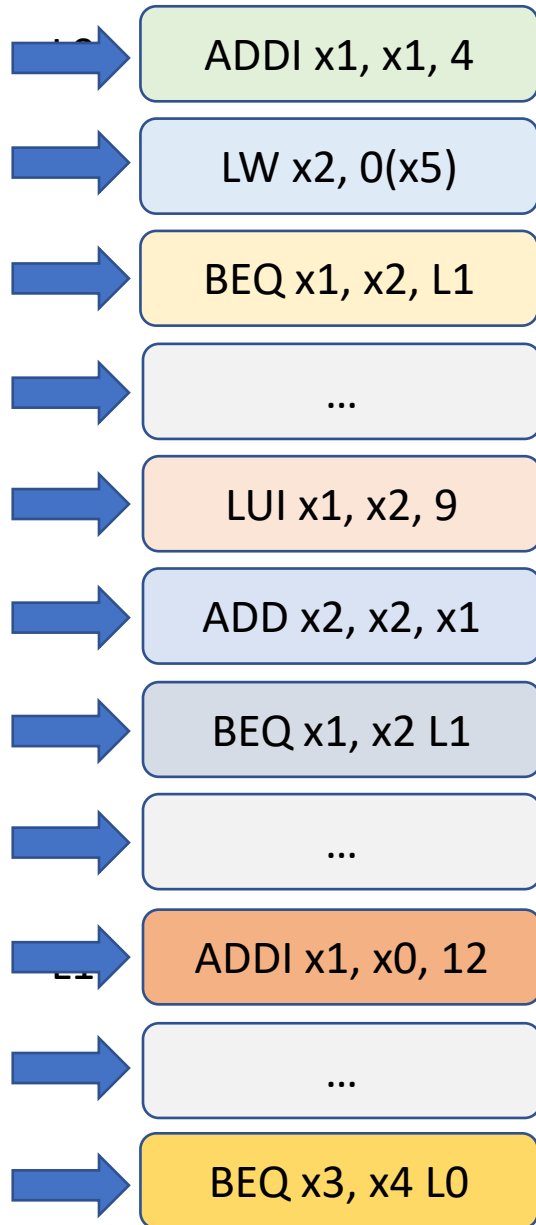 ADDI x1, x1, 4
LW x2, 0(x5)
BEQ x1, x2, L1
...
LUI x1, x2, 9
ADD x2, x2, x1
BEQ x1, x2 L1
...
ADDI x1, x0, 12
...
BEQ x3, x4 L0